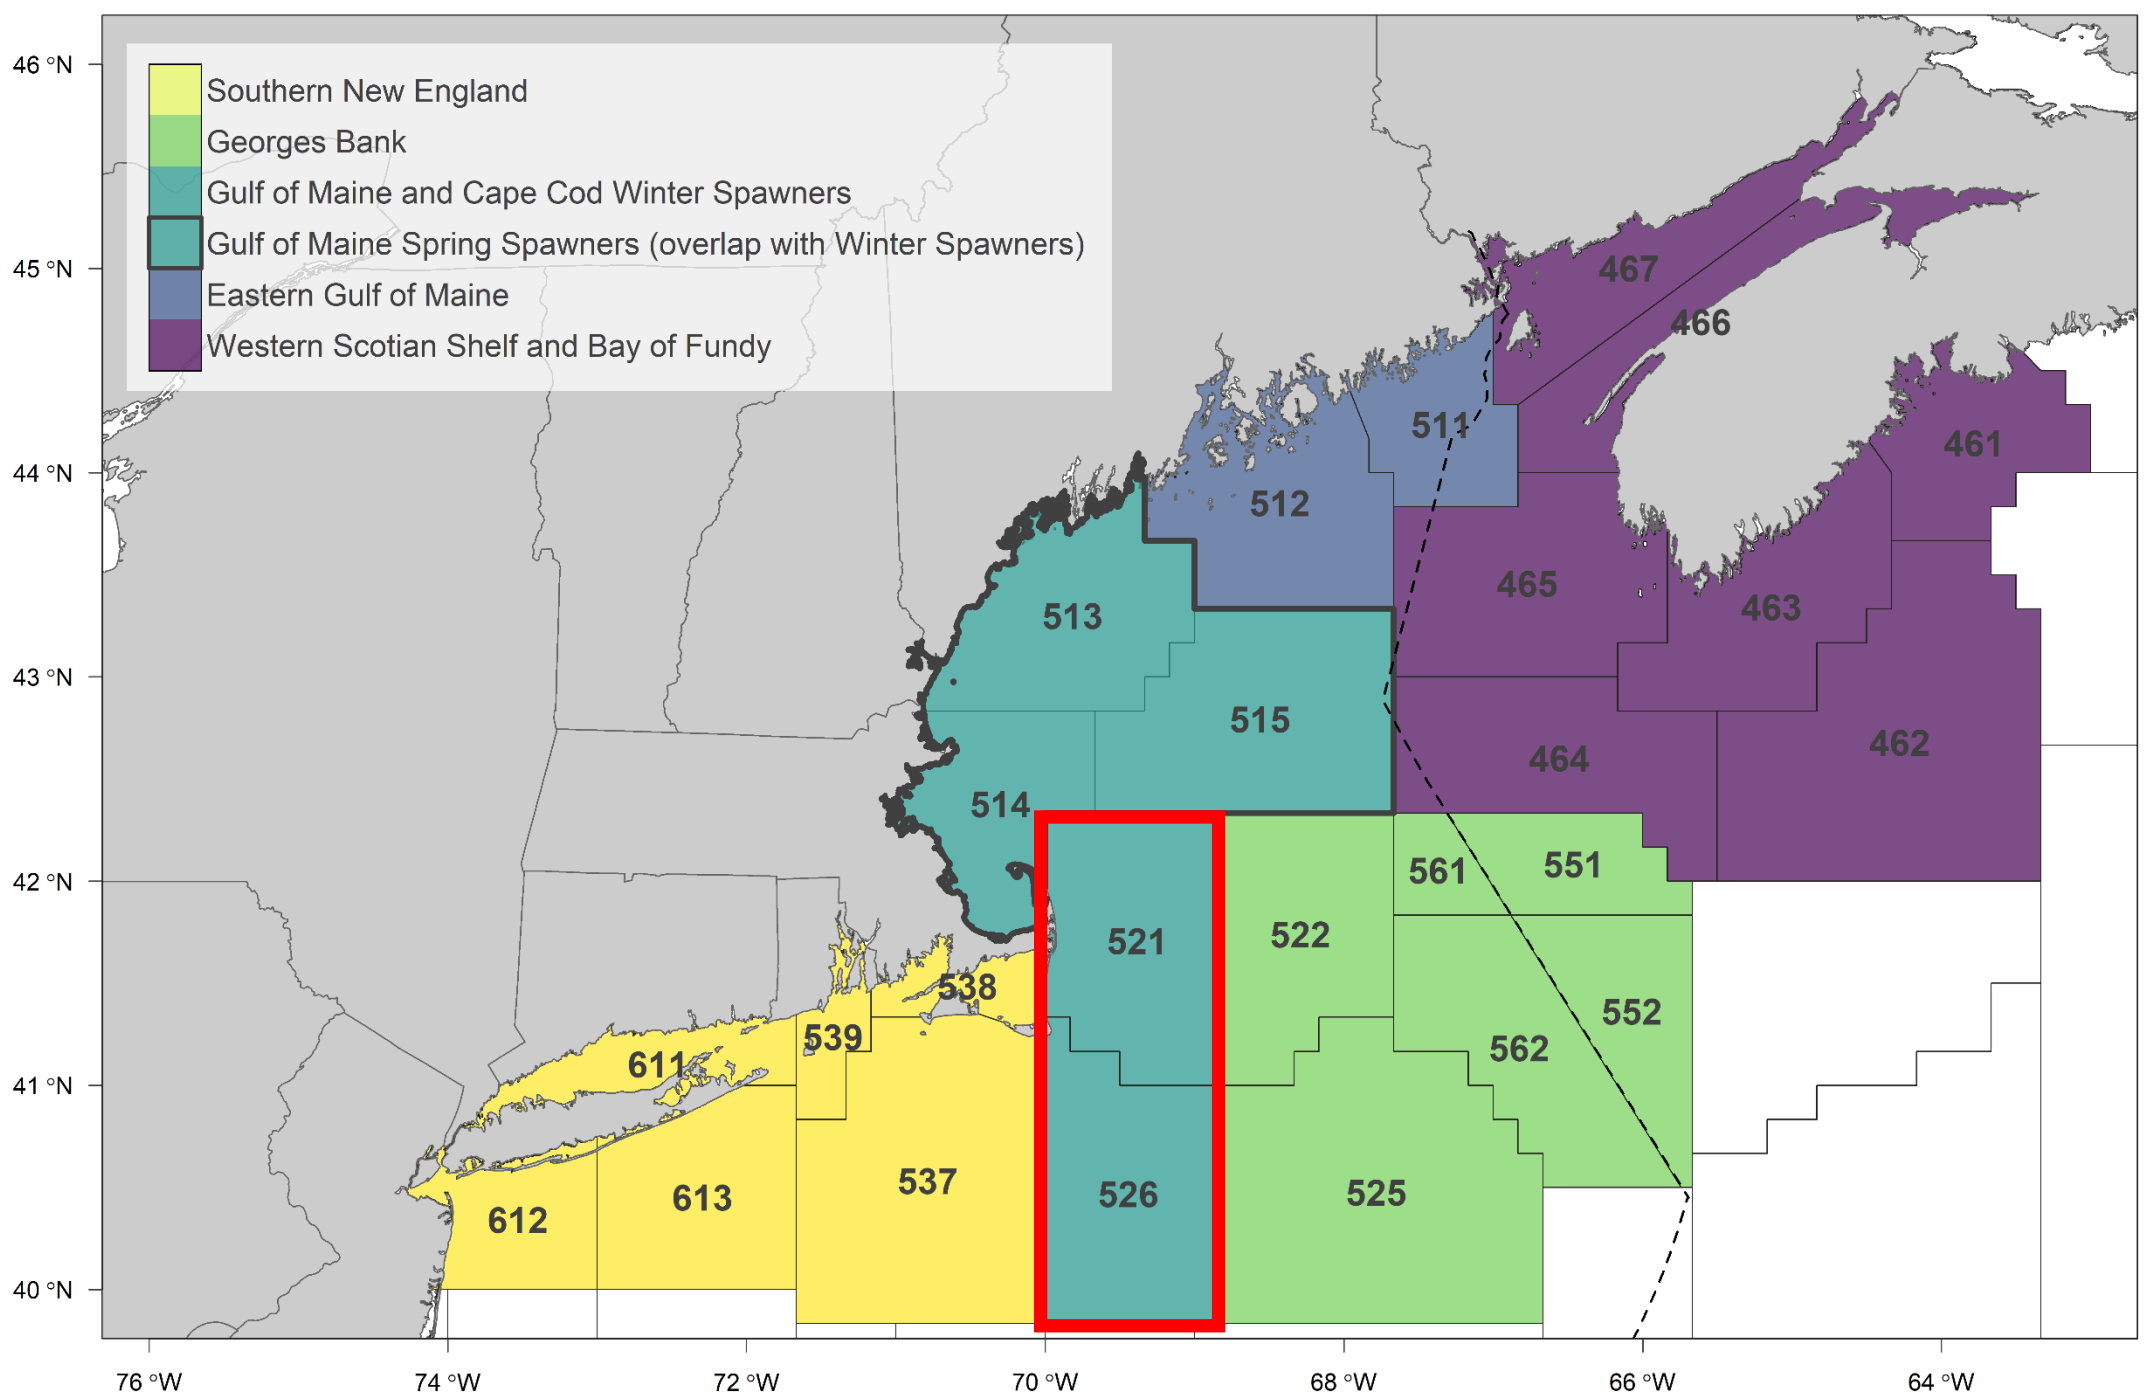 46 °N
45 °N
44 °N
43 °N
42 °N
41 °N
40 °N
Southern New England
Georges Bank
Gulf of Maine and Cape Cod Winter Spawners
Gulf of Maine Spring Spawners (overlap with Winter Spawners)
Eastern Gulf of Maine
Western Scotian Shelf and Bay of Fundy
467
466
511
461
512
465
463
513
515
462
464
514
561
551
521
522
538
552
539
562
611
537
525
526
613
612
76 °W
74 °W
72 °W
70 °W
68 °W
66 °W
64 °W